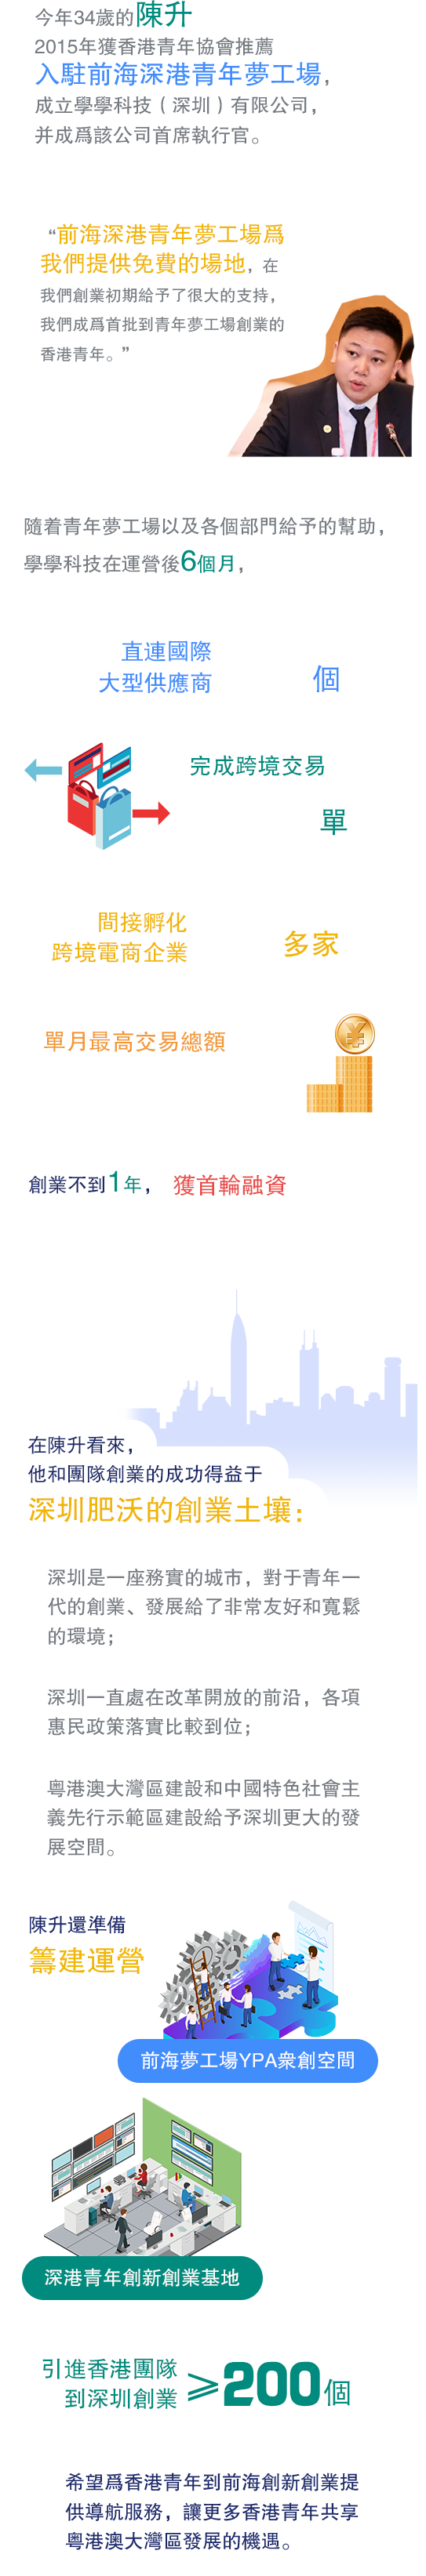 今年34歲的陳升
2015年獲香港青年協會推薦
入駐前海深港青年夢工場，
成立學學科技（深圳）有限公司，
并成爲該公司首席執行官。
“前海深港青年夢工場爲
我們提供免費的場地，在
我們創業初期給予了很大的支持，
我們成爲首批到青年夢工場創業的
香港青年。”
隨着青年夢工場以及各個部門給予的幫助，
學學科技在運營後6個月，
直連國際
大型供應商 個
完成跨境交易
單
間接孵化
跨境電商企業 多家
單月最高交易總額
創業不到1年， 獲首輪融資
在陳升看來，
他和團隊創業的成功得益于
深圳肥沃的創業土壤：
深圳是一座務實的城市，對于青年一
代的創業、發展給了非常友好和寬鬆
的環境；
深圳一直處在改革開放的前沿，各項
惠民政策落實比較到位；
粤港澳大灣區建設和中國特色社會主
義先行示範區建設給予深圳更大的發
展空間。
陳升還準備
籌建運營
前海夢工場YPA衆創空間
深港青年創新創業基地
引進香港團隊
到深圳創業 ≥200個
希望爲香港青年到前海創新創業提
供導航服務，讓更多香港青年共享
粤港澳大灣區發展的機遇。